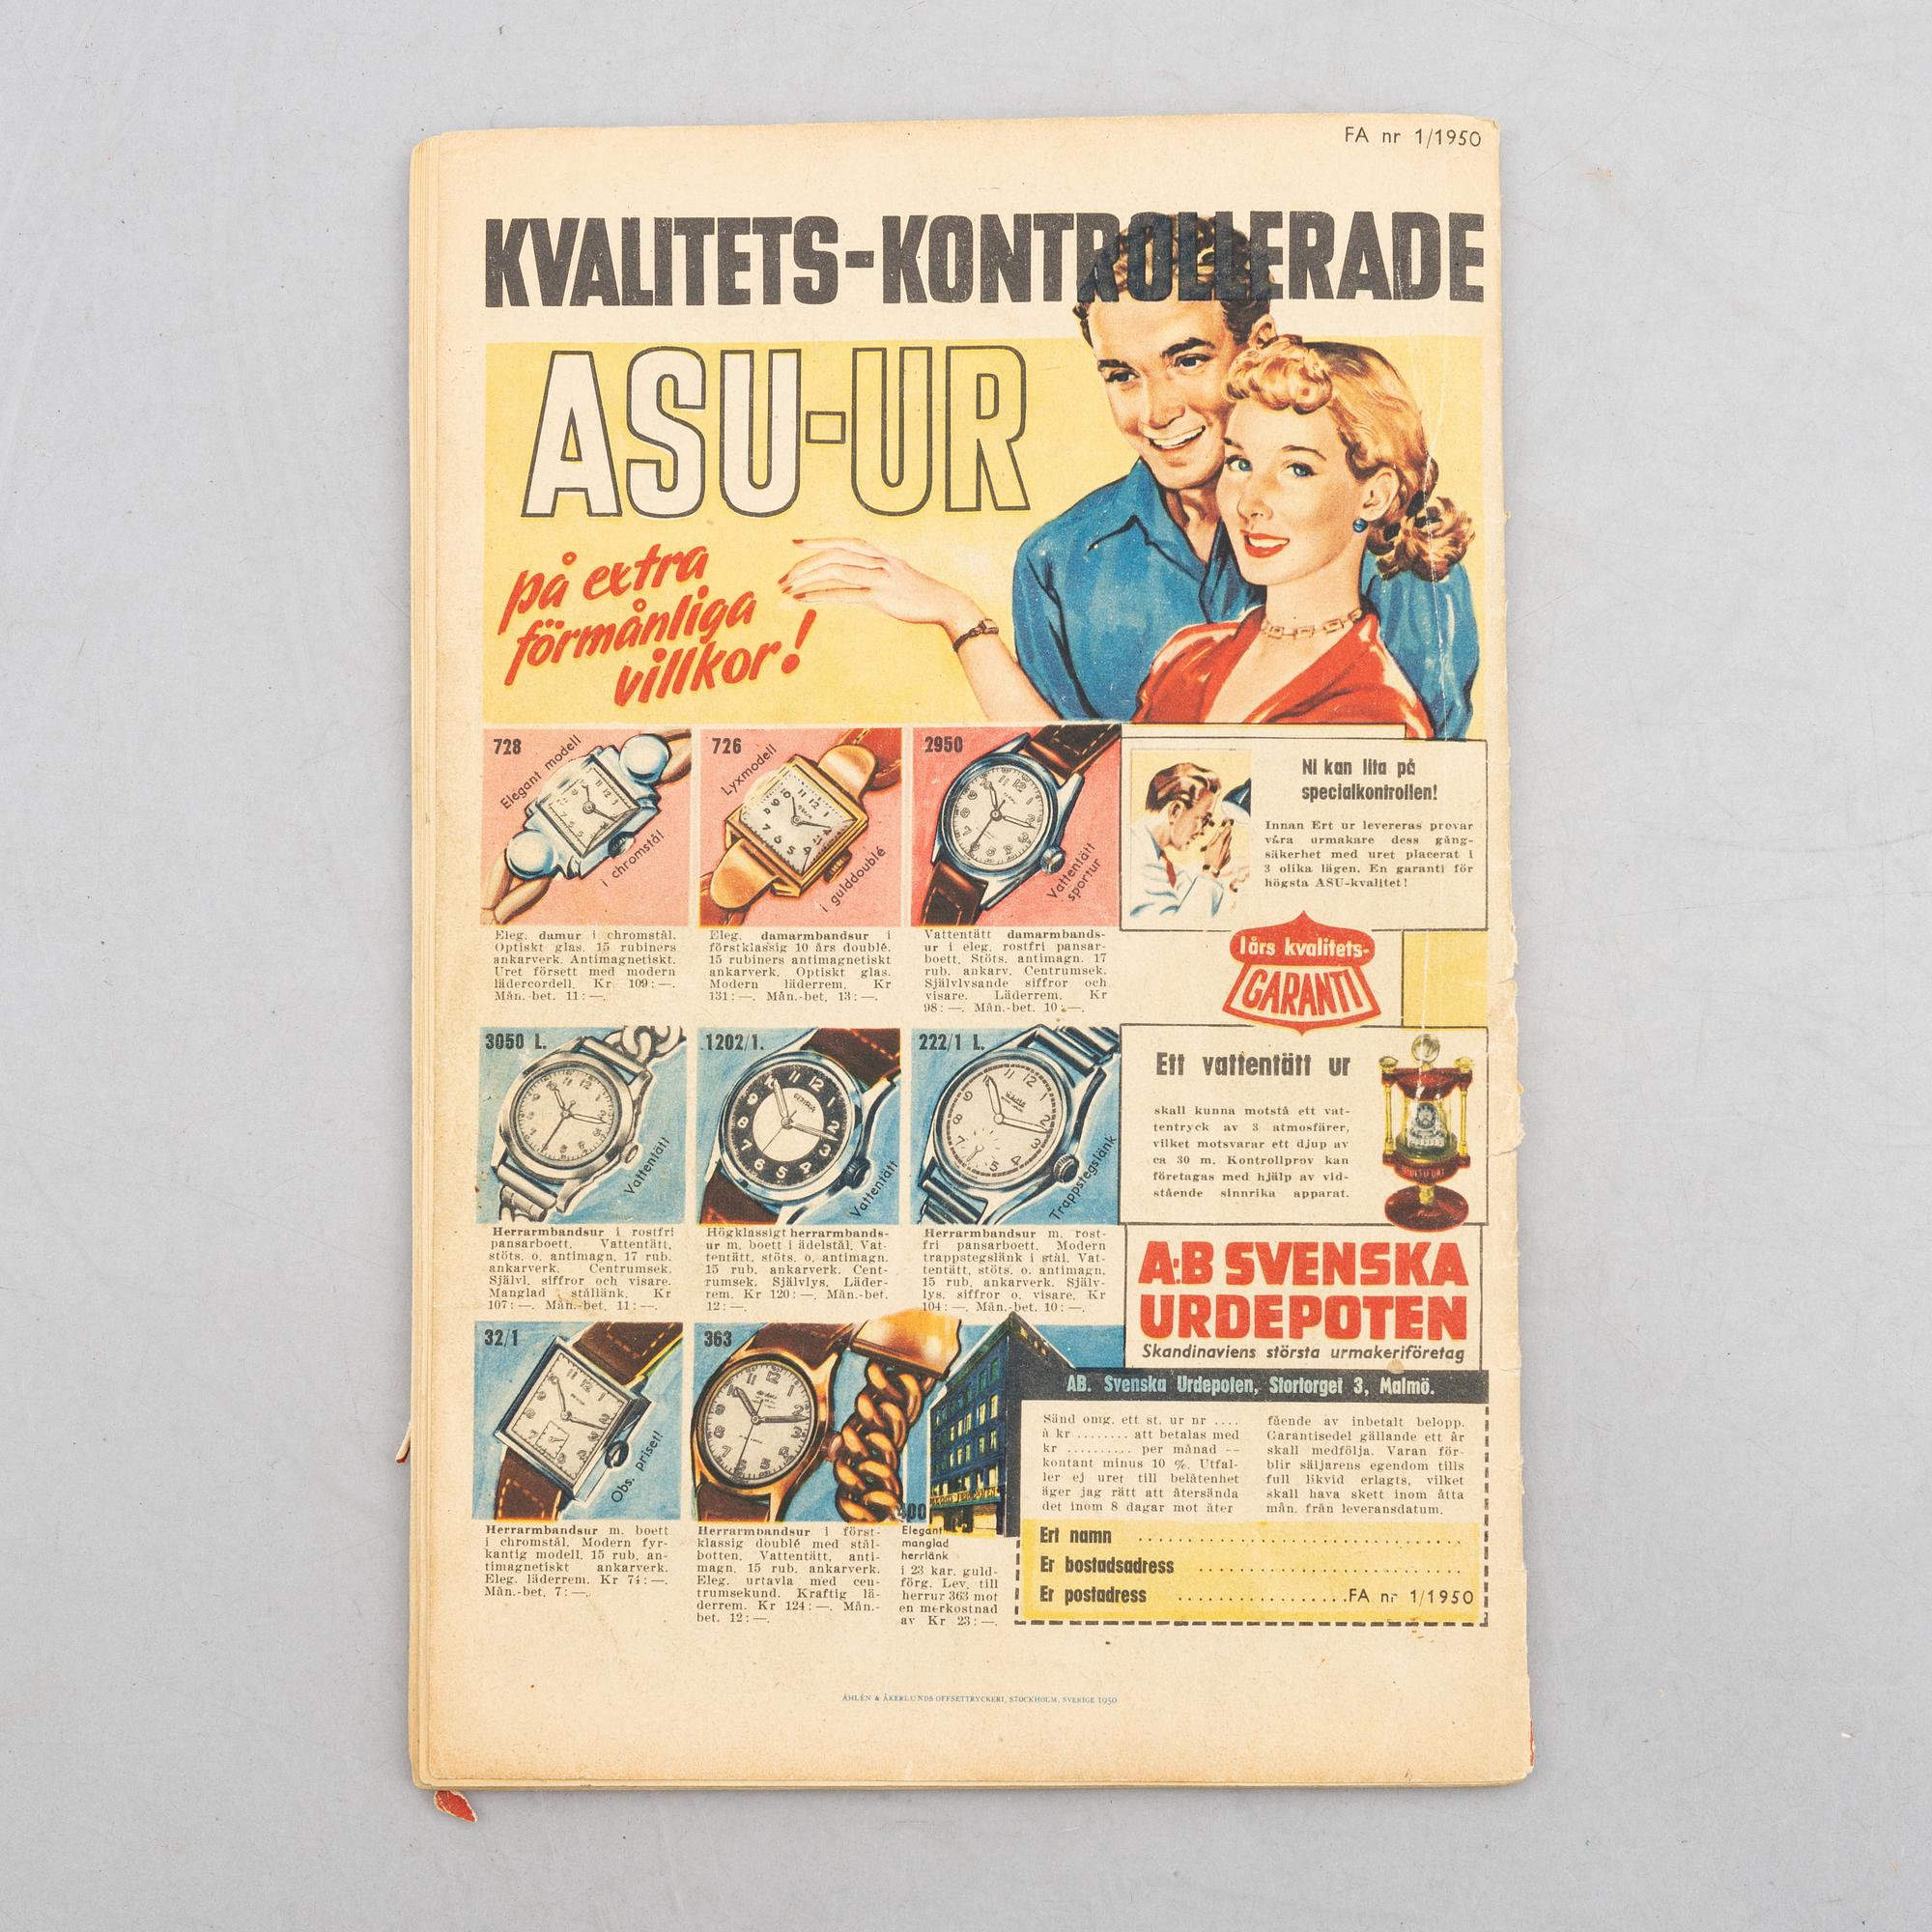 FA nr 1/1950
KVALITETS-KONTROLLERADE
ASU-UR
på extra
förmånliga
villkor!
728
Elegant modell
i chromstål
Eleg. damur i chromstål.
Optiskt glas. 15 rubiners
ankarverk. Antimagnetiskt.
Uret försett med modern
lädercordell. Kr 109:—.
Mån.-bet. 11:—.
726
Lyxmodell
i gulddoublé
Eleg. damarmbandsur i
förstklassig 10 års doublé.
15 rubiners antimagnetiskt
ankarverk. Optiskt glas.
Modern läderrem. Kr
131:—. Mån.-bet. 13:—.
2950
Vattentätt
sportur
Vattentätt damarmbands-
ur i eleg. rostfri pansar-
boett. Stöts. antimagn. 17
rub. ankarv. Centrumsek.
Självlvsande siffror och
visare. Läderrem. Kr
98:—. Mån.-bet. 10:—.
Ni kan lita på
specialkontrollen!
Innan Ert ur levereras provar
våra urmakare dess gång-
säkerhet med uret placerat i
3 olika lägen. En garanti för
högsta ASU-kvalitet!
1 års kvalitets-
GARANTI
3050 L.
Vattentätt
Herrarmbandsur i rostfri
pansarboett. Vattentätt,
stöts. o. antimagn. 17 rub.
ankarverk. Centrumsek.
Självl. siffror och visare.
Manglad stållänk. Kr
107:—. Mån.-bet. 11:—.
1202/1.
Vattentätt
Högklassigt herrarmbands-
ur m. boett i ädelstål. Vat-
tentätt, stöts. o. antimagn.
15 rub. ankarverk. Cent-
rumsek. Självlys. Läder-
rem. Kr 120:—. Mån.-bet.
12:—.
222/1 L.
Trappstegslänk
Herrarmbandsur m. rost-
fri pansarboett. Modern
trappstegslänk i stål. Vat-
tentätt, stöts. o. antimagn.
15 rub. ankarverk. Själv-
lys. siffror o. visare. Kr
104:—. Mån.-bet. 10:—.
Ett vattentätt ur
skall kunna motstå ett vat-
tentryck av 3 atmosfärer,
vilket motsvarar ett djup av
ca 30 m. Kontrollprov kan
företagas med hjälp av vid-
stående sinnrika apparat.
A:B SVENSKA
URDEPOTEN
Skandinaviens största urmakeriföretag
32/1
Obs. priset!
Herrarmbandsur m. boett
i chromstål. Modern fyr-
kantig modell. 15 rub. an-
timagnetiskt ankarverk.
Eleg. läderrem. Kr 74:—.
Mån.-bet. 7:—.
363
Herrarmbandsur i först-
klassig doublé med stål-
botten. Vattentätt, anti-
magn. 15 rub. ankarverk.
Eleg. urtavla med cen-
trumsekund. Kraftig lä-
derrem. Kr 124:—. Mån.-
bet. 12:—.
400
Elegant
manglad
herrlänk
i 23 kar. guld-
förg. Lev. till
herrur 363 mot
en merkostnad
av Kr 23:—.
AB. Svenska Urdepoten, Stortorget 3, Malmö.
Sänd omg. ett st. ur nr ....
à kr ........ att betalas med
kr .......... per månad —
kontant minus 10 %. Utfal-
ler ej uret till belåtenhet
äger jag rätt att återsända
det inom 8 dagar mot åter
fående av inbetalt belopp.
Garantisedel gällande ett år
skall medfölja. Varan för-
blir säljarens egendom tills
full likvid erlagts, vilket
skall hava skett inom åtta
mån. från leveransdatum.
Ert namn
Er bostadsadress
Er postadress FA nr 1/1950
ÅHLÉN & ÅKERLUNDS OFFSETTRYCKERI, STOCKHOLM, SVERIGE 1950